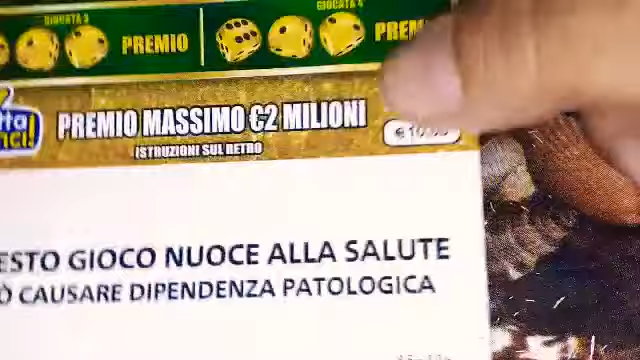 GIOCATA 3
GIOCATA 4
PREMIO
PREM
PREMIO MASSIMO €2 MILIONI
ISTRUZIONI SUL RETRO
ESTO GIOCO NUOCE ALLA SALUTE
Ò CAUSARE DIPENDENZA PATOLOGICA